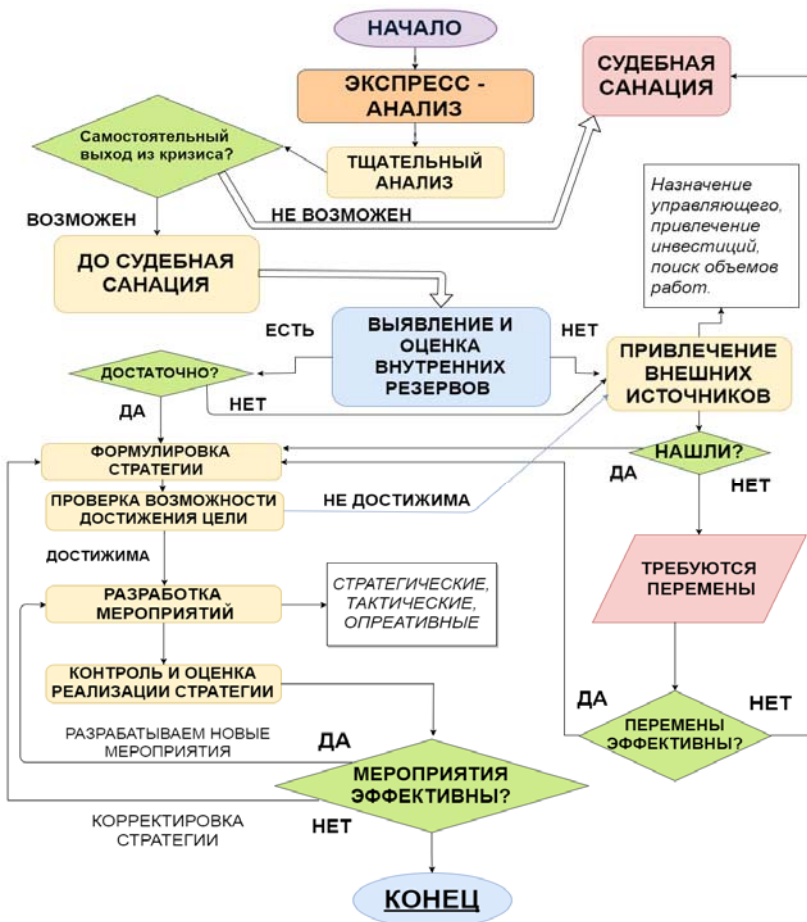 НАЧАЛО
СУДЕБНАЯ
САНАЦИЯ
ЭКСПРЕСС -
АНАЛИЗ
Самостоятельный
выход из кризиса?
ТЩАТЕЛЬНЫЙ
АНАЛИЗ
Назначение
управляющего,
привлечение
инвестиций,
поиск объемов
работ.
ВОЗМОЖЕН
НЕ ВОЗМОЖЕН
ДО СУДЕБНАЯ
САНАЦИЯ
ЕСТЬ
ВЫЯВЛЕНИЕ И
ОЦЕНКА
ВНУТРЕННИХ
РЕЗЕРВОВ
НЕТ
ПРИВЛЕЧЕНИЕ
ВНЕШНИХ
ИСТОЧНИКОВ
ДОСТАТОЧНО?
ДА
НЕТ
ФОРМУЛИРОВКА
СТРАТЕГИИ
НАШЛИ?
ДА
НЕТ
ПРОВЕРКА ВОЗМОЖНОСТИ
ДОСТИЖЕНИЯ ЦЕЛИ
НЕ ДОСТИЖИМА
ДОСТИЖИМА
ТРЕБУЮТСЯ
ПЕРЕМЕНЫ
РАЗРАБОТКА
МЕРОПРИЯТИЙ
СТРАТЕГИЧЕСКИЕ,
ТАКТИЧЕСКИЕ,
ОПРЕАТИВНЫЕ
КОНТРОЛЬ И ОЦЕНКА
РЕАЛИЗАЦИИ СТРАТЕГИИ
ДА
НЕТ
ПЕРЕМЕНЫ
ЭФФЕКТИВНЫ?
РАЗРАБАТЫВАЕМ НОВЫЕ
МЕРОПРИЯТИЯ
ДА
МЕРОПРИЯТИЯ
ЭФФЕКТИВНЫ?
НЕТ
КОРРЕКТИРОВКА
СТРАТЕГИИ
КОНЕЦ